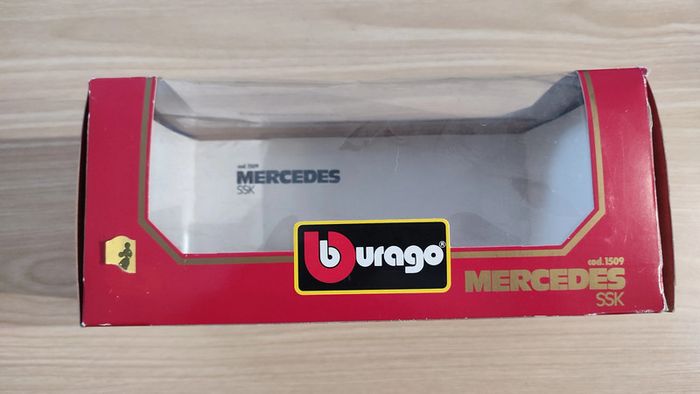 cod.1509
MERCEDES
SSK
burago®
cod.1509
MERCEDES
SSK